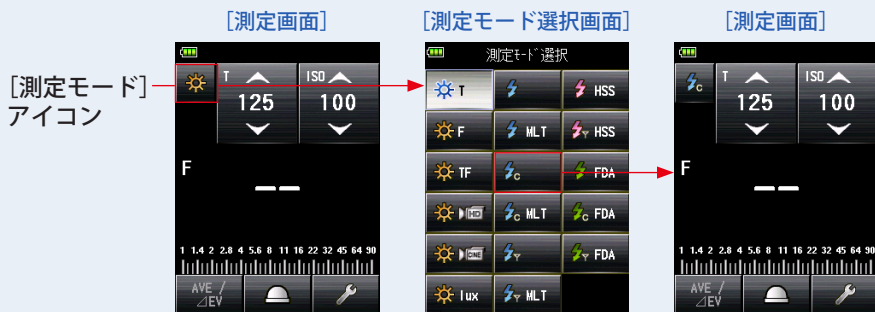 [測定画面]
[測定モード選択画面]
[測定画面]
[測定モード]
アイコン
T
125
ISO
100
F
1 1.4 2 2.8 4 5.6 8 11 16 22 32 45 64 90
AVE /
⊿EV
測定ﾓｰﾄﾞ選択
T
HSS
F
MLT
HSS
TF
C
FDA
HD
C MLT
C FDA
CINE
FDA
lux
MLT
C
T
125
ISO
100
F
1 1.4 2 2.8 4 5.6 8 11 16 22 32 45 64 90
AVE /
⊿EV